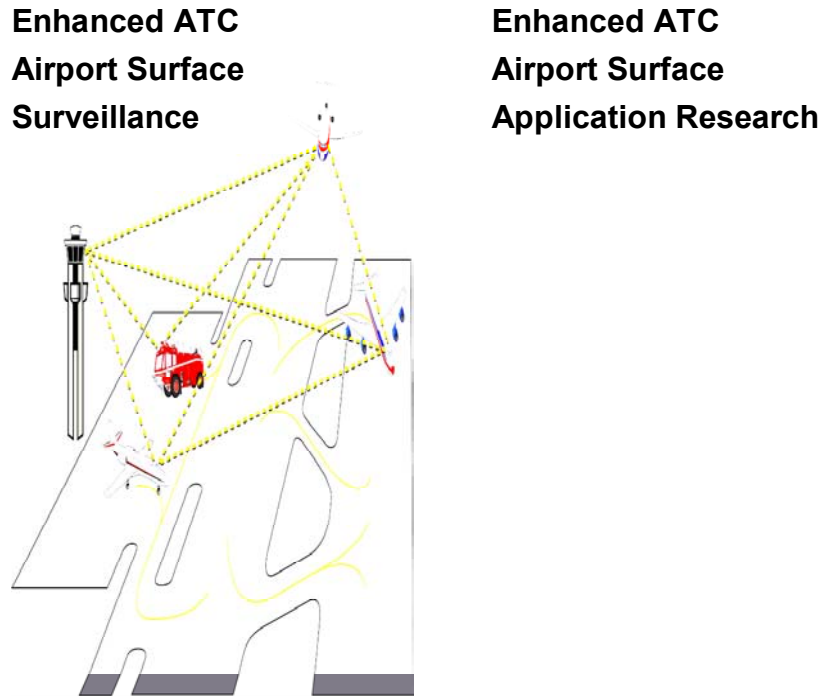 Enhanced ATC
Airport Surface
Surveillance
Enhanced ATC
Airport Surface
Application Research